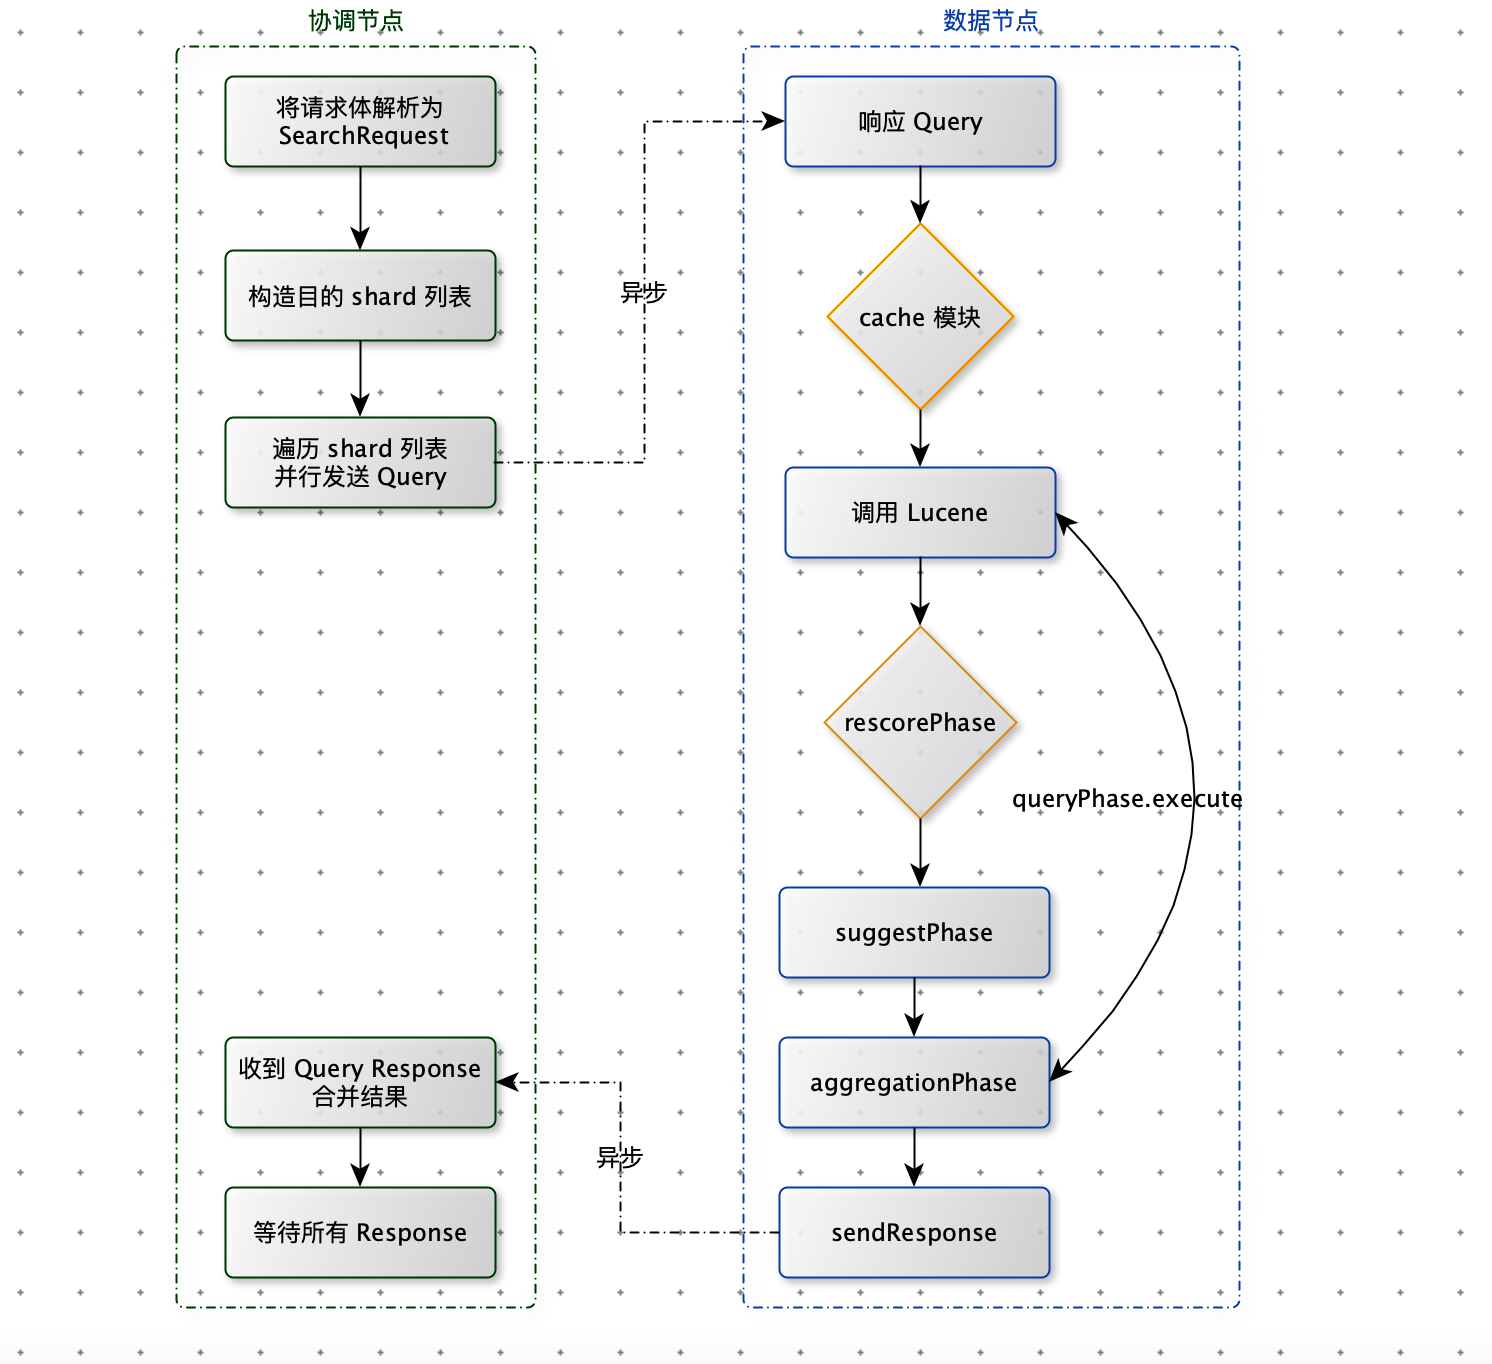 协调节点
将请求体解析为
SearchRequest
构造目的 shard 列表
遍历 shard 列表
并行发送 Query
收到 Query Response
合并结果
等待所有 Response
异步
异步
数据节点
响应 Query
cache 模块
调用 Lucene
rescorePhase
queryPhase.execute
suggestPhase
aggregationPhase
sendResponse